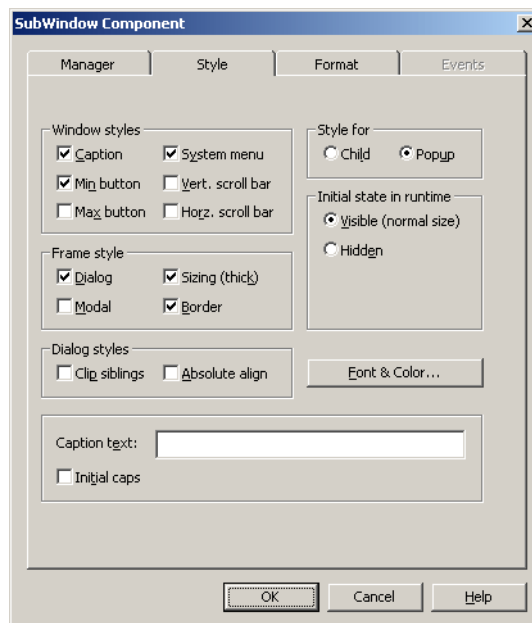 SubWindow Component
Manager Style Format Events
Window styles
Caption System menu
Min button Vert. scroll bar
Max button Horz. scroll bar
Style for
Child Popup
Initial state in runtime
Visible (normal size)
Hidden
Frame style
Dialog Sizing (thick)
Modal Border
Dialog styles
Clip siblings Absolute align
Font & Color...
Caption text:
Initial caps
OK Cancel Help